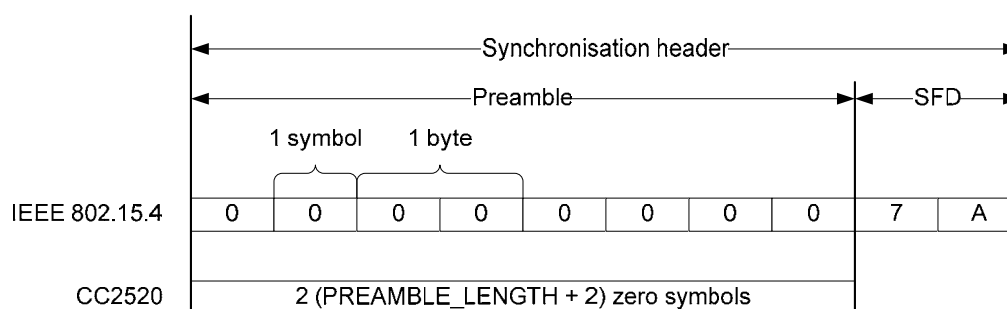 Synchronisation header
Preamble SFD
1 symbol 1 byte
IEEE 802.15.4 0 0 0 0 0 0 0 0 7 A
CC2520 2 (PREAMBLE_LENGTH + 2) zero symbols